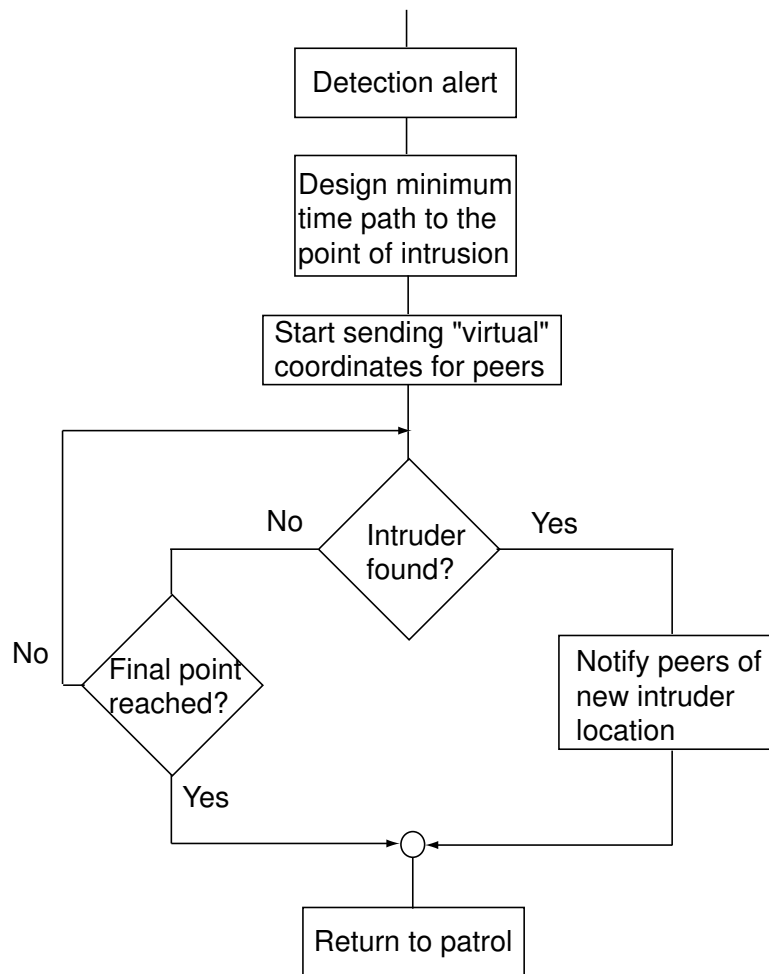 Detection alert
Design minimum
time path to the
point of intrusion
Start sending "virtual"
coordinates for peers
No
Intruder
found?
Yes
No
Final point
reached?
Notify peers of
new intruder
location
Yes
Return to patrol